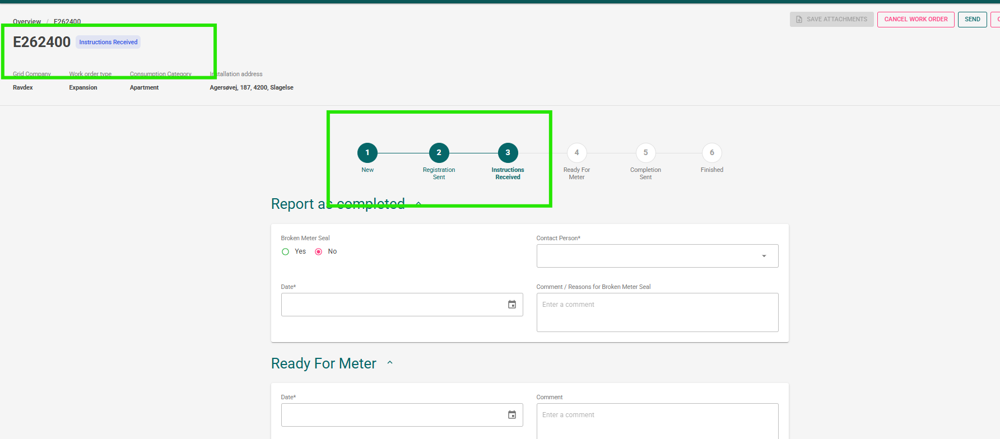 Overview / E262400
SAVE ATTACHMENTS
CANCEL WORK ORDER
SEND
E262400 Instructions Received
Grid Company Work order type Consumption Category Installation address
Ravdex Expansion Apartment Agersøvej, 187, 4200, Slagelse
1 2 3 4 5 6
New
Registration
Sent
Instructions
Received
Ready For
Meter
Completion
Sent
Finished
Report as completed
Broken Meter Seal
Yes No
Contact Person*
Date*
Comment / Reasons for Broken Meter Seal
Enter a comment
Ready For Meter
Date*
Comment
Enter a comment